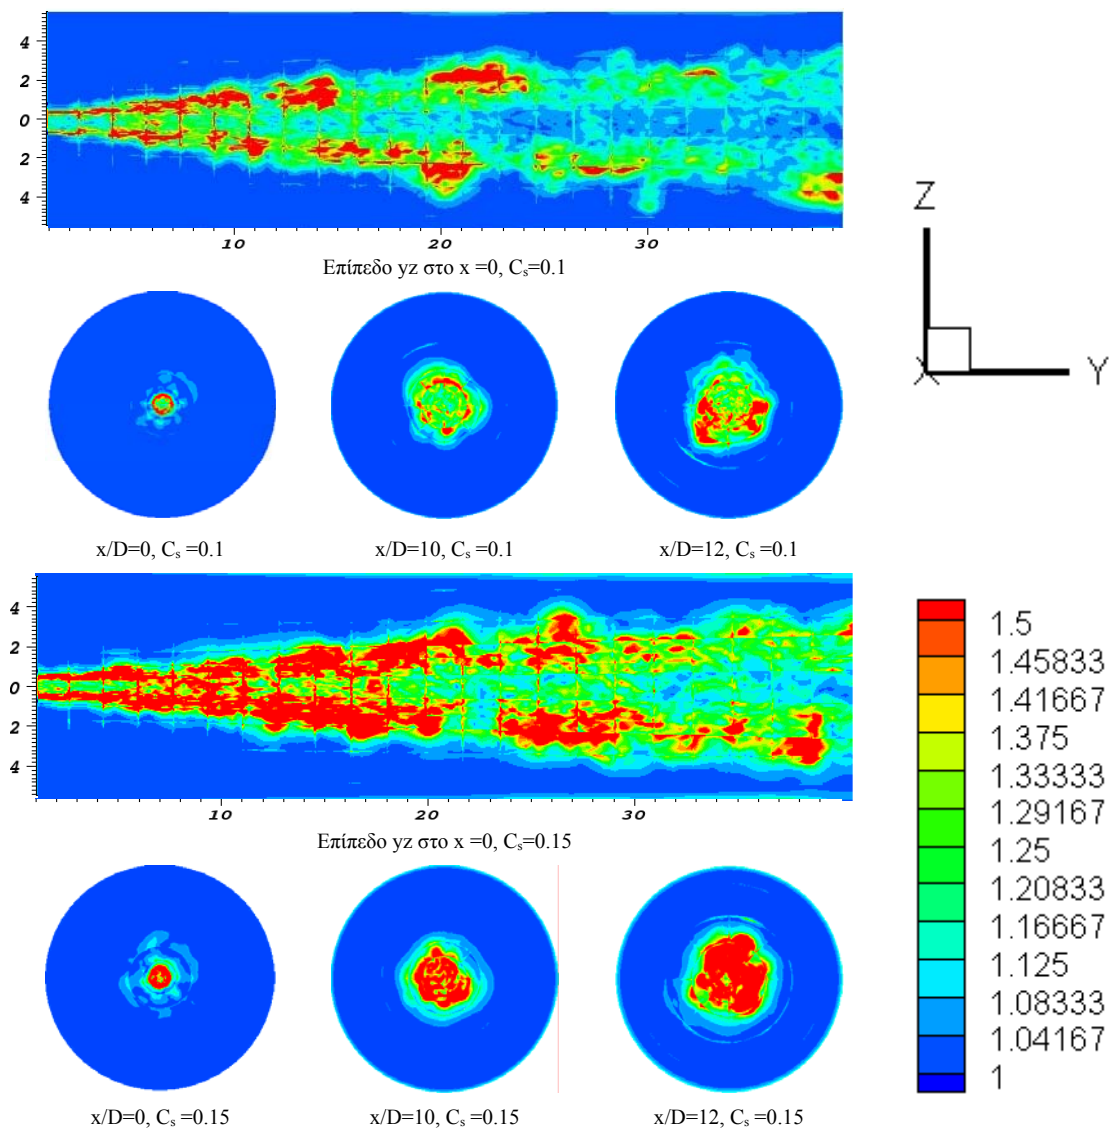 4
2
0
2
4
10 20 30
Επίπεδο yz στο x =0, Cₛ=0.1
Z
X Y
x/D=0, Cₛ =0.1 x/D=10, Cₛ =0.1 x/D=12, Cₛ =0.1
4
2
0
2
4
10 20 30
Επίπεδο yz στο x =0, Cₛ=0.15
1.5
1.45833
1.41667
1.375
1.33333
1.29167
1.25
1.20833
1.16667
1.125
1.08333
1.04167
1
x/D=0, Cₛ =0.15 x/D=10, Cₛ =0.15 x/D=12, Cₛ =0.15